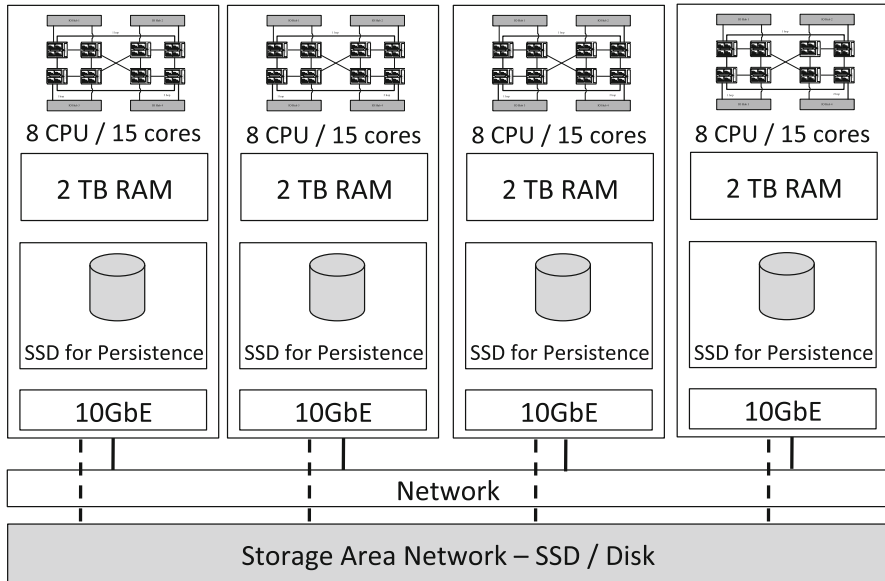 8 CPU / 15 cores
2 TB RAM
SSD for Persistence
10GbE
8 CPU / 15 cores
2 TB RAM
SSD for Persistence
10GbE
8 CPU / 15 cores
2 TB RAM
SSD for Persistence
10GbE
8 CPU / 15 cores
2 TB RAM
SSD for Persistence
10GbE
Network
Storage Area Network – SSD / Disk